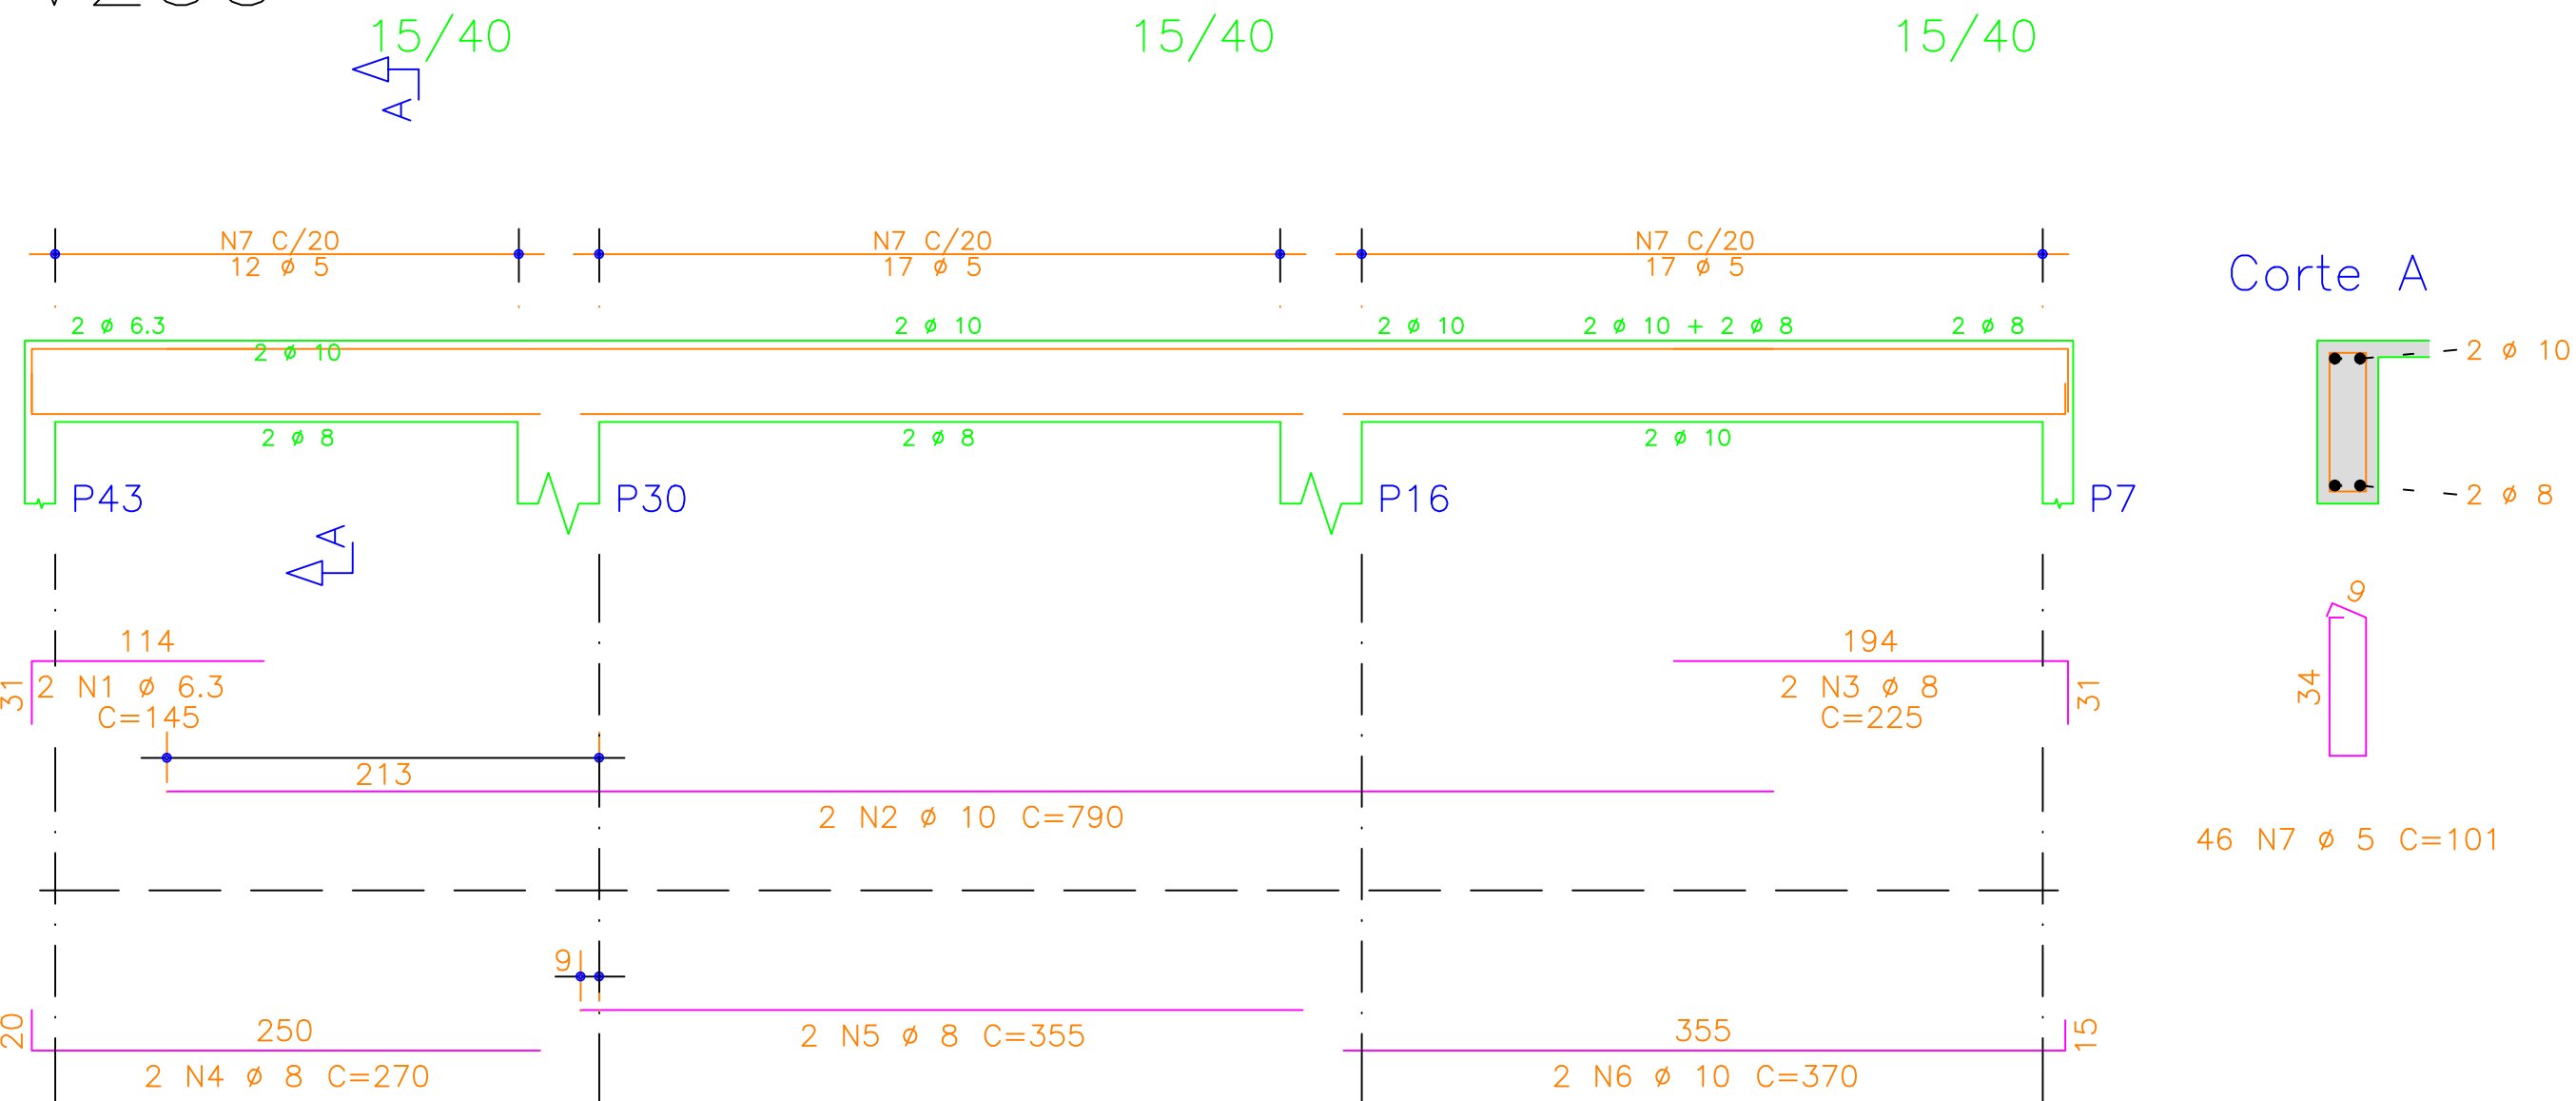 15/40 15/40 15/40
A
N7 C/20 N7 C/20 N7 C/20
12 ø 5 17 ø 5 17 ø 5
Corte A
2 ø 6.3 2 ø 10 2 ø 10 2 ø 10 + 2 ø 8 2 ø 8
2 ø 10 2 ø 10
2 ø 8 2 ø 8 2 ø 10
P43 P30 P16 P7 2 ø 8
A
9
114 194
31 2 N1 ø 6.3 2 N3 ø 8 31 34
C=145 C=225
213
2 N2 ø 10 C=790
46 N7 ø 5 C=101
9
20 250 355 15
2 N5 ø 8 C=355
2 N4 ø 8 C=270 2 N6 ø 10 C=370